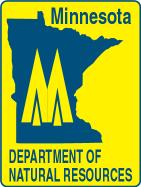 Minnesota
M
DEPARTMENT OF
NATURAL RESOURCES